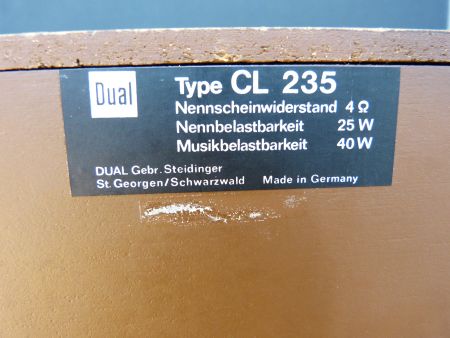 Dual
Type CL 235
Nennscheinwiderstand 4 Ω
Nennbelastbarkeit 25 W
Musikbelastbarkeit 40 W
DUAL Gebr. Steidinger
St. Georgen/Schwarzwald Made in Germany